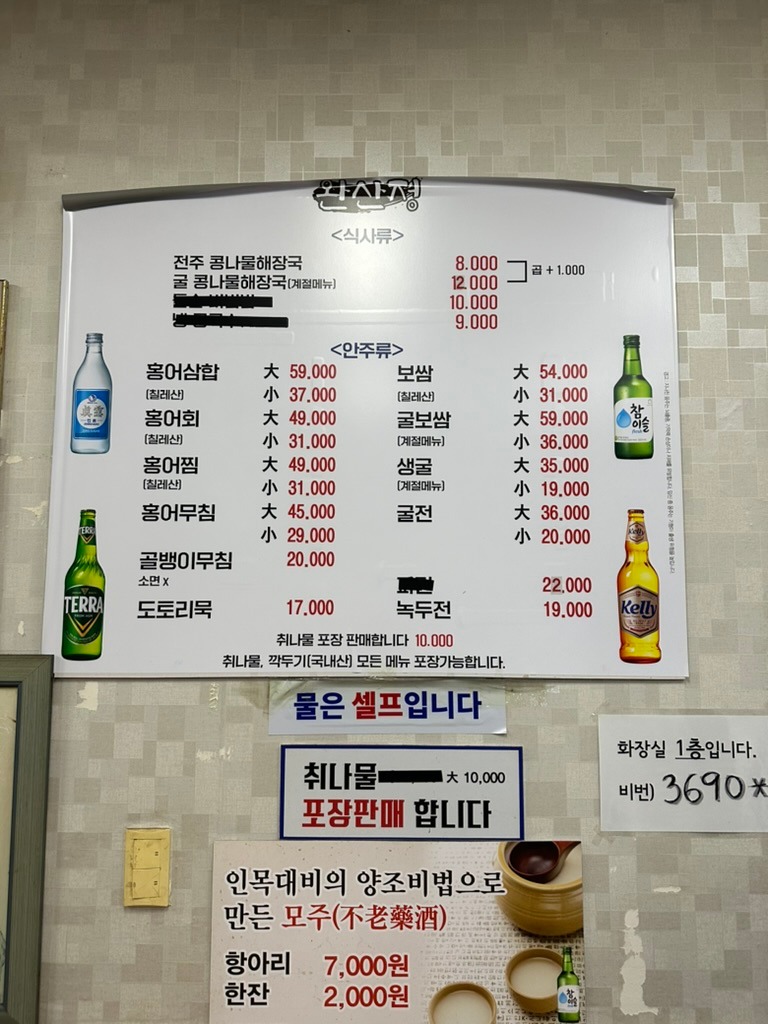 완산정
<식사류>
전주 콩나물해장국 8.000
굴 콩나물해장국(계절메뉴) 12.000 곱 + 1.000
10.000
9.000
<안주류>
홍어삼합 大 59.000
(칠레산) 小 37.000
홍어회 大 49.000
(칠레산) 小 31.000
홍어찜 大 49.000
(칠레산) 小 31.000
홍어무침 大 45.000
小 29.000
골뱅이무침 20.000
소면 x
도토리묵 17.000
보쌈 大 54.000
(칠레산) 小 31.000
굴보쌈 大 59.000
(계절메뉴) 小 36.000
생굴 大 35.000
(계절메뉴) 小 19.000
굴전 大 36.000
小 20.000
22,000
녹두전 19.000
취나물 포장 판매합니다 10.000
취나물, 깍두기(국내산) 모든 메뉴 포장가능합니다.
眞露
참이슬
fresh
TERRA
TERRA
Kelly
Kelly
물은 셀프입니다
취나물 大 10,000
포장판매 합니다
화장실 1층입니다.
비번) 3690*
인목대비의 양조비법으로
만든 모주(不老藥酒)
항아리 7,000원
한잔 2,000원
참이슬